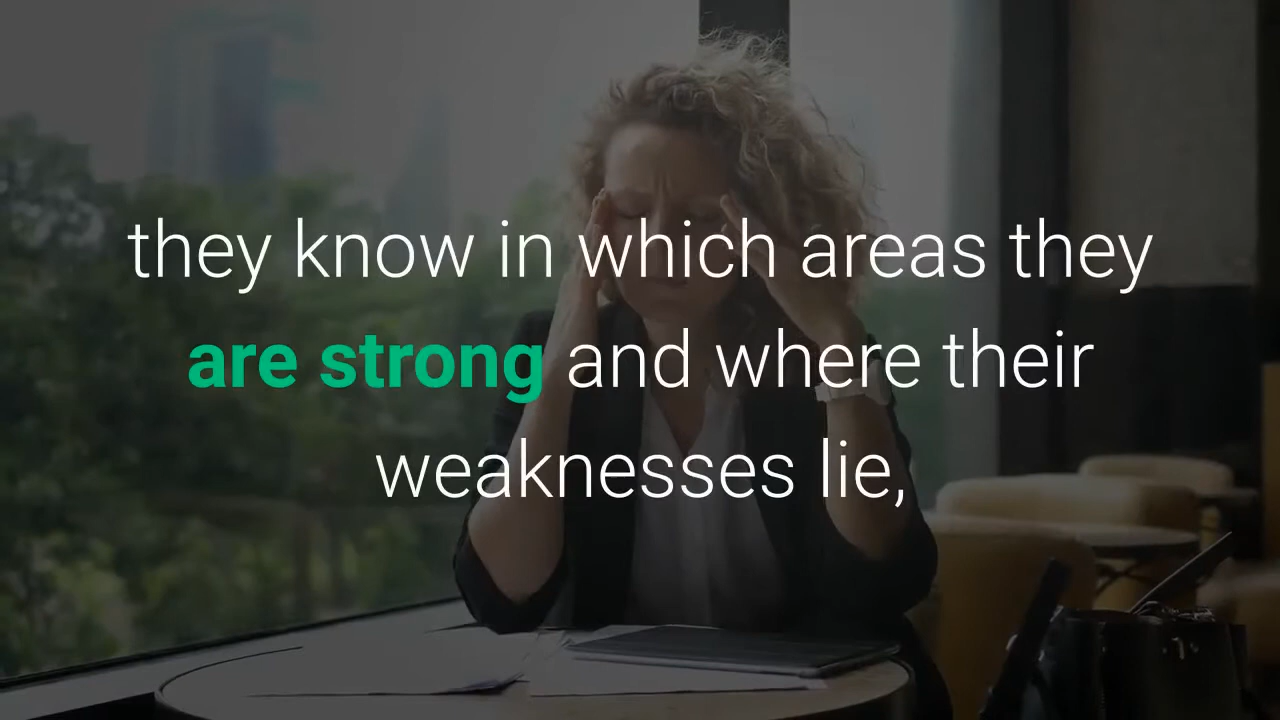 they know in which areas they
are strong and where their
weaknesses lie,